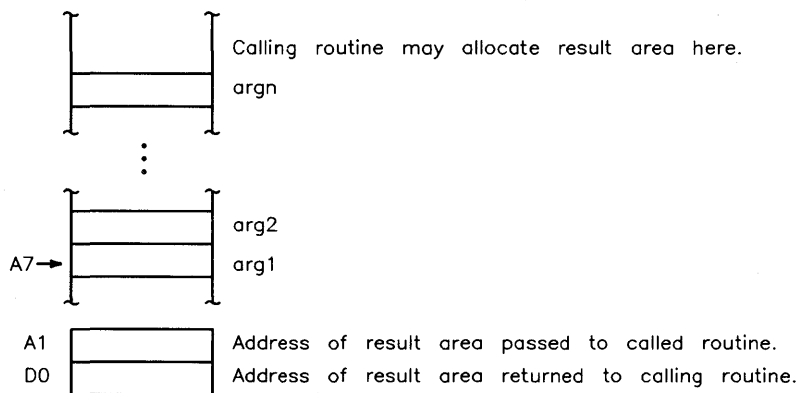 Calling routine may allocate result area here.
argn
arg2
A7 arg1
A1 Address of result area passed to called routine.
D0 Address of result area returned to calling routine.